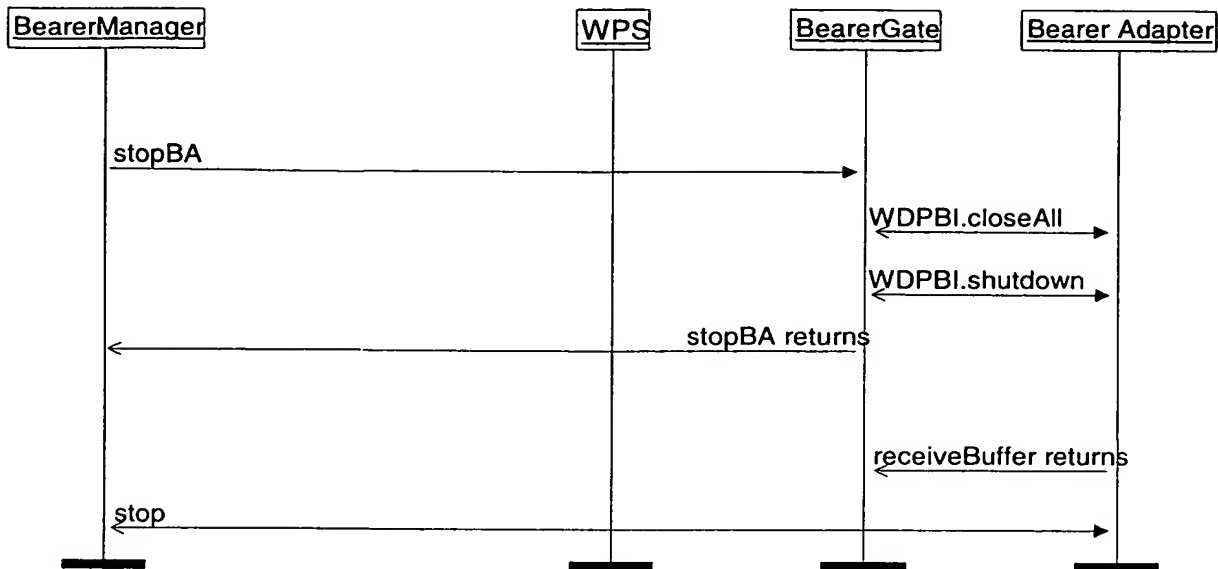 BearerManager
WPS
BearerGate
Bearer Adapter
stopBA
WDPBI.closeAll
WDPBI.shutdown
stopBA returns
receiveBuffer returns
stop